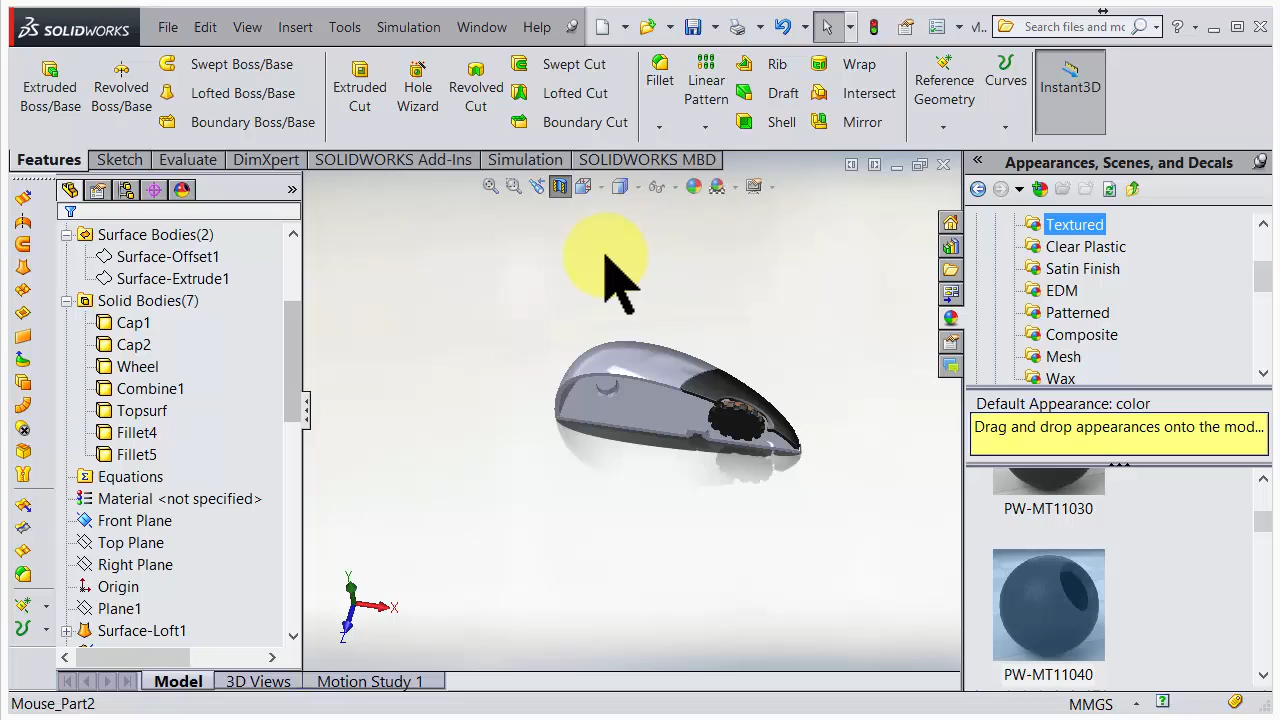 SOLIDWORKS File Edit View Insert Tools Simulation Window Help Search files and mo
Extruded Boss/Base
Revolved Boss/Base
Swept Boss/Base
Lofted Boss/Base
Boundary Boss/Base
Extruded Cut
Hole Wizard
Revolved Cut
Swept Cut
Lofted Cut
Boundary Cut
Fillet
Linear Pattern
Rib
Draft
Shell
Wrap
Intersect
Mirror
Reference Geometry
Curves
Instant3D
Features Sketch Evaluate DimXpert SOLIDWORKS Add-Ins Simulation SOLIDWORKS MBD
Surface Bodies(2)
Surface-Offset1
Surface-Extrude1
Solid Bodies(7)
Cap1
Cap2
Wheel
Combine1
Topsurf
Fillet4
Fillet5
Equations
Material <not specified>
Front Plane
Top Plane
Right Plane
Origin
Plane1
Surface-Loft1
Y
X
Z
Appearances, Scenes, and Decals
Textured
Clear Plastic
Satin Finish
EDM
Patterned
Composite
Mesh
Wax
Default Appearance: color
Drag and drop appearances onto the mod...
PW-MT11030
PW-MT11040
Model 3D Views Motion Study 1
Mouse_Part2 MMGS